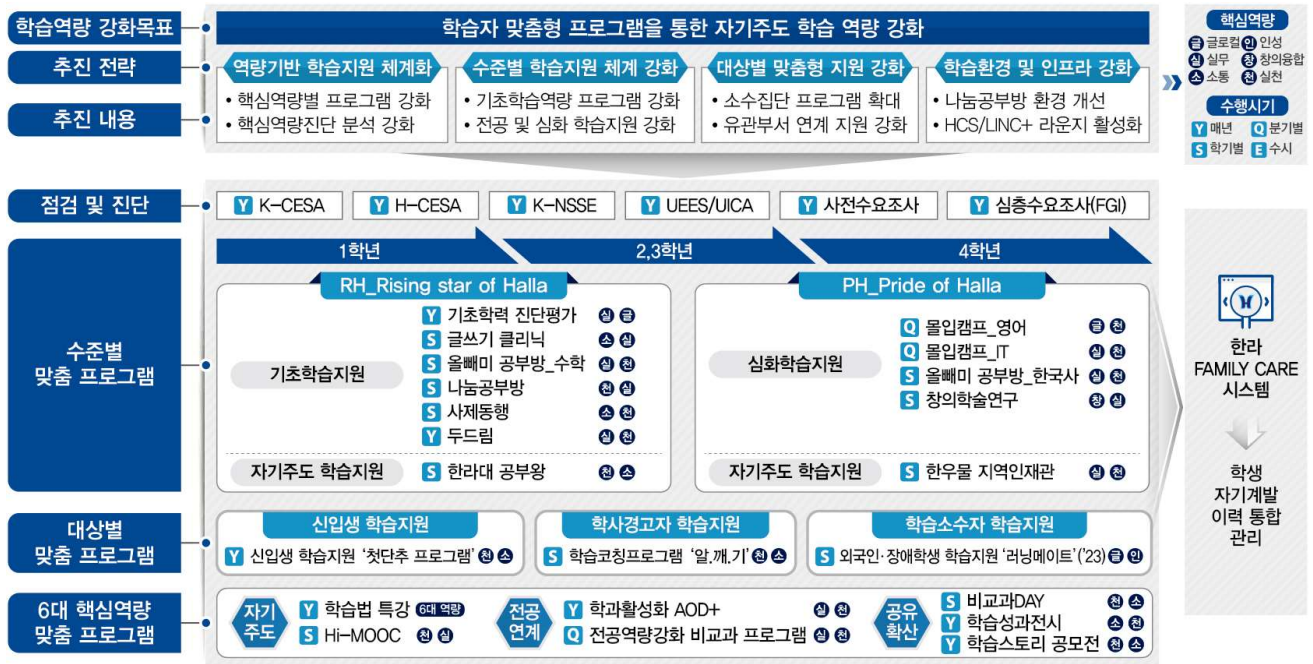 학습역량 강화목표
학습자 맞춤형 프로그램을 통한 자기주도 학습 역량 강화
추진 전략
역량기반 학습지원 체계화
수준별 학습지원 체계 강화
대상별 맞춤형 지원 강화
학습환경 및 인프라 강화
추진 내용
• 핵심역량별 프로그램 강화
• 핵심역량진단 분석 강화
• 기초학습역량 프로그램 강화
• 전공 및 심화 학습지원 강화
• 소수집단 프로그램 확대
• 유관부서 연계 지원 강화
• 나눔공부방 환경 개선
• HCS/LINC+ 라운지 활성화
핵심역량
글 글로컬 인 인성
실 실무 창 창의융합
소 소통 천 실천
수행시기
Y 매년 Q 분기별
S 학기별 E 수시
점검 및 진단
Y K-CESA
Y H-CESA
Y K-NSSE
Y UEES/UICA
Y 사전수요조사
Y 심층수요조사(FGI)
수준별
맞춤 프로그램
1학년
2,3학년
4학년
RH_Rising star of Halla
기초학습지원
Y 기초학력 진단평가 실 글
S 글쓰기 클리닉 소 실
S 올빼미 공부방_수학 실 천
S 나눔공부방 천 실
S 사제동행 소 천
Y 두드림 실 천
자기주도 학습지원
S 한라대 공부왕 천 소
PH_Pride of Halla
심화학습지원
Q 몰입캠프_영어 글 천
Q 몰입캠프_IT 실 천
S 올빼미 공부방_한국사 실 천
S 창의학술연구 창 실
자기주도 학습지원
S 한우물 지역인재관 실 천
대상별
맞춤 프로그램
신입생 학습지원
Y 신입생 학습지원 ‘첫단추 프로그램’ 천 소
학사경고자 학습지원
S 학습코칭프로그램 ‘알.깨.기’ 천 소
학습소수자 학습지원
S 외국인·장애학생 학습지원 ‘러닝메이트’(’23) 글 인
6대 핵심역량
맞춤 프로그램
자기
주도
Y 학습법 특강 6대 역량
S Hi-MOOC 천 실
전공
연계
Y 학과활성화 AOD+ 실 천
Q 전공역량강화 비교과 프로그램 실 천
공유
확산
S 비교과DAY 천 소
Y 학습성과전시 소 천
Y 학습스토리 공모전 천 소
한라
FAMILY CARE
시스템
학생
자기계발
이력 통합
관리